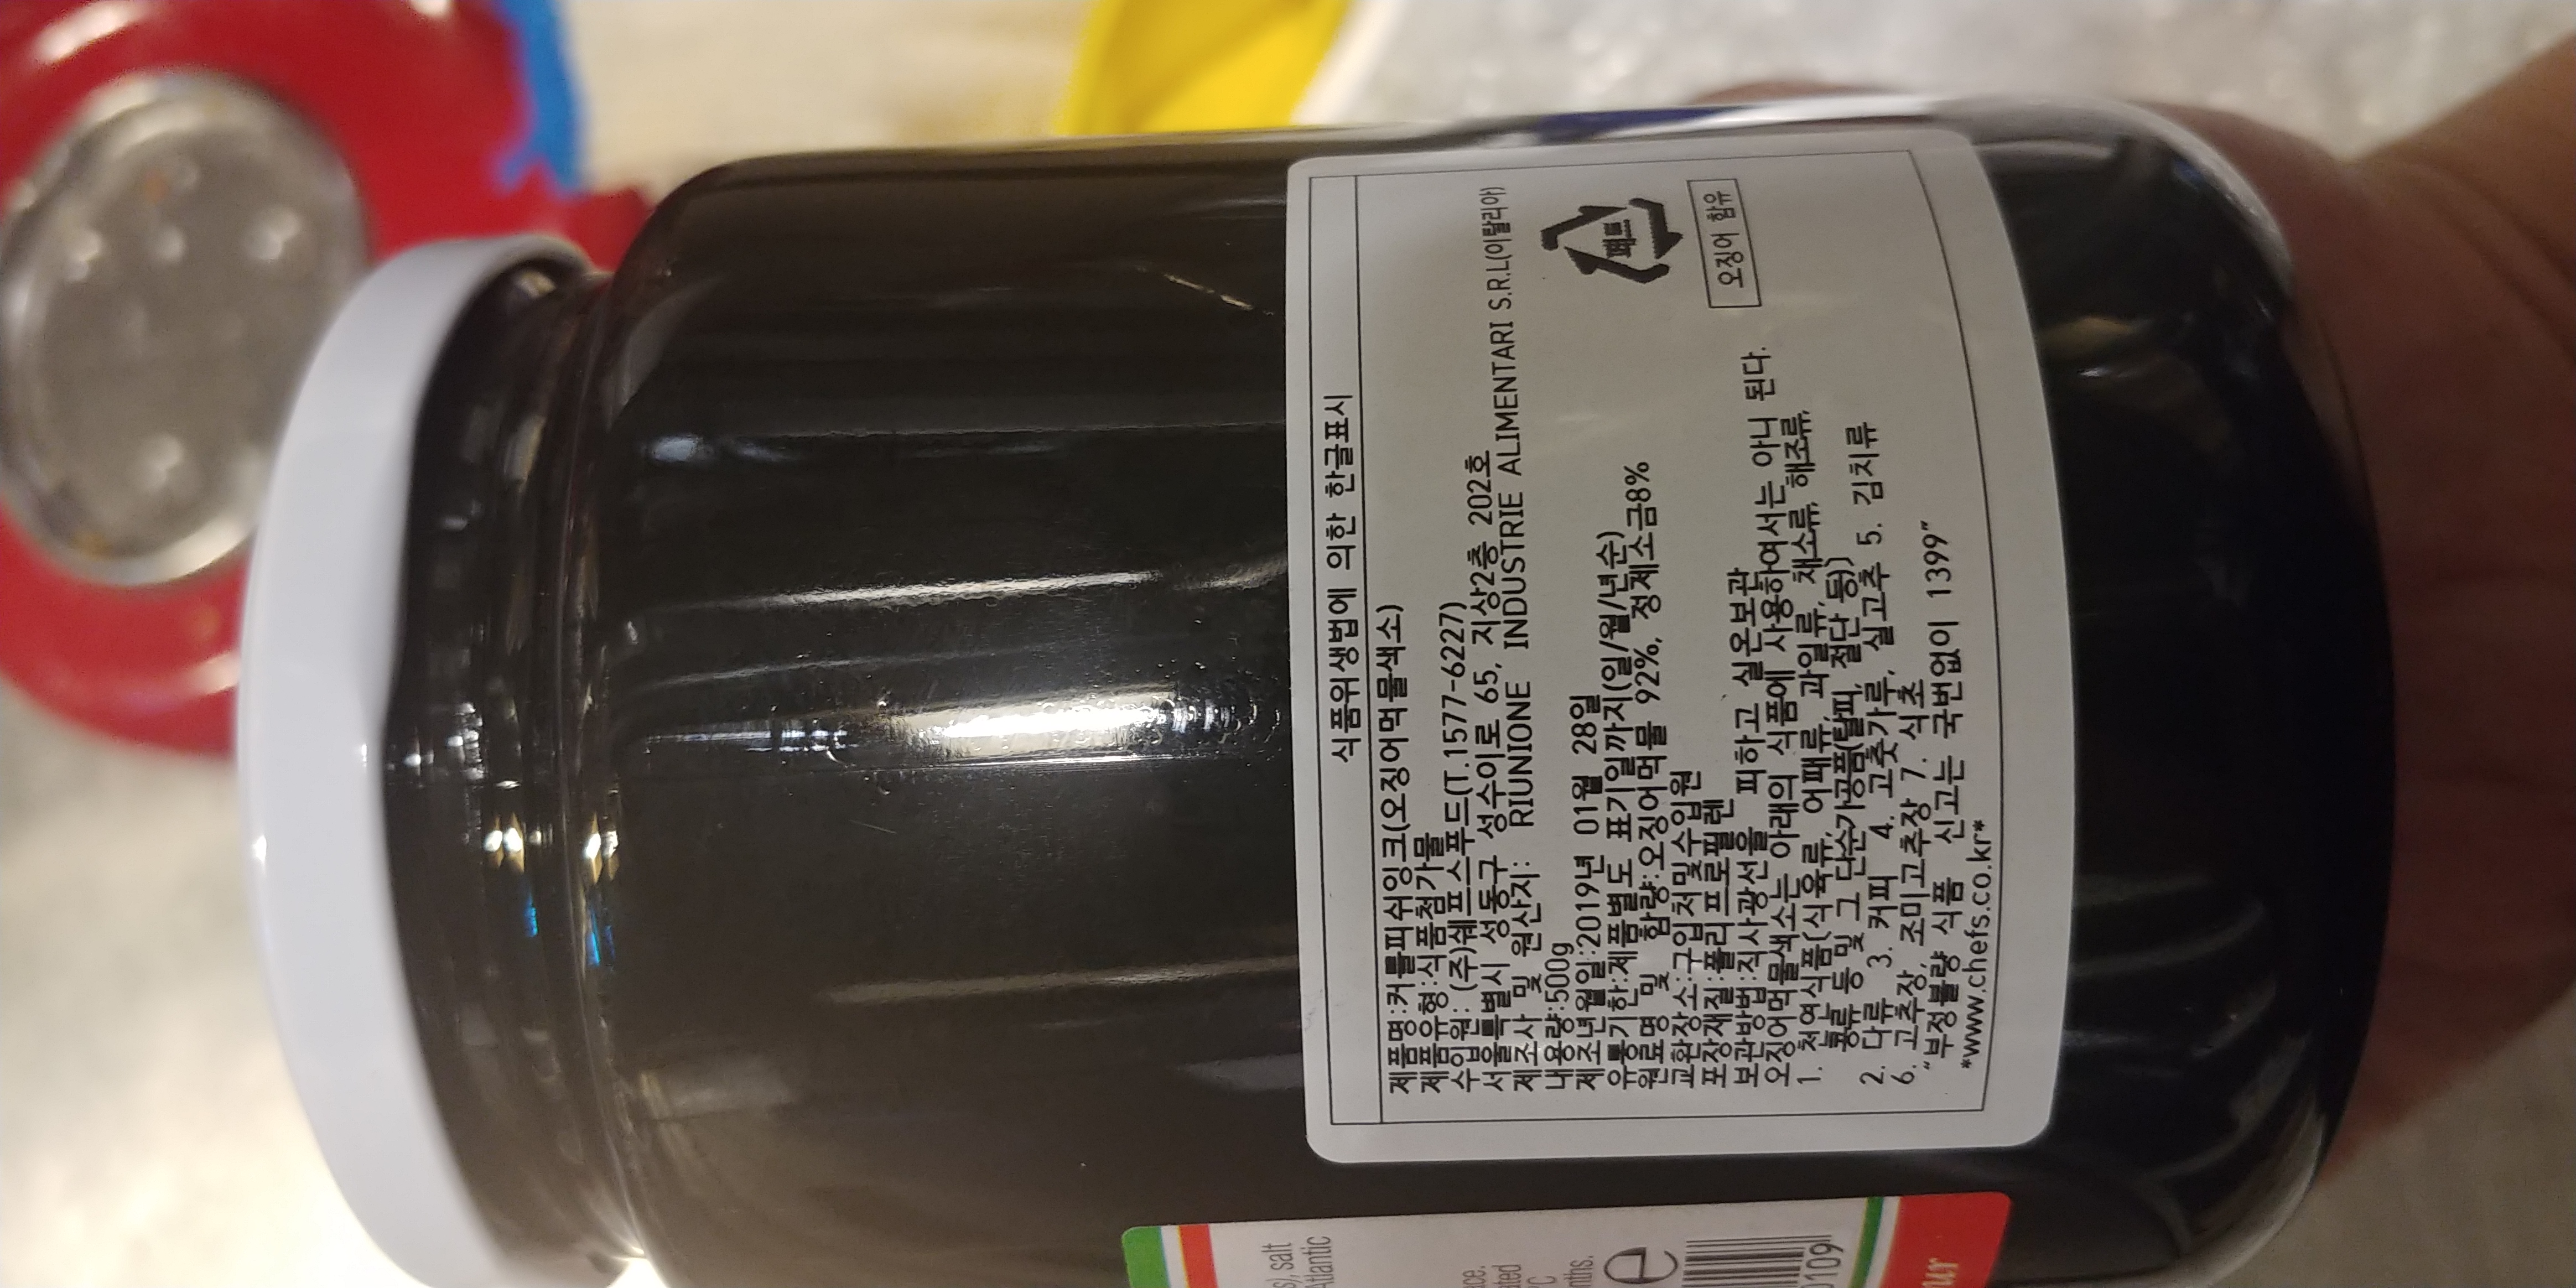 s), salt
Atlantic
ace.
ated
°C
nths.
e
0109
ur
식품위생법에 의한 한글표시
제품명:커틀피쉬잉크(오징어먹물색소)
제품유형:식품첨가물
수입원: (주)쉐프스푸드(T.1577-6227)
서울특별시 성동구 성수이로 65, 지상2층 202호
제조사 및 원산지: RIUNIONE INDUSTRIE ALIMENTARI S.R.L(이탈리아)
내용량:500g
제조년월일:2019년 01월 28일
유통기한:제품별도 표기일까지(일/월/년순)
원료명 및 함량:오징어먹물 92%, 정제소금8%
교환장소:구입처및수입원
포장재질:폴리프로필렌
보관방법:직사광선을 피하고 실온보관
오징어먹물색소는 아래의 식품에 사용하여서는 아니 된다.
1. 천연식품(식육류, 어패류, 과일류, 채소류, 해조류,
콩류 등 및 그 단순가공품(탈피, 절단 등)〕
2. 다류 3. 커피 4. 고춧가루, 실고추 5. 김치류
6. 고추장, 조미고추장 7. 식초
"부정불량 식품 신고는 국번없이 1399"
*www.chefs.co.kr*
페트
오징어 함유